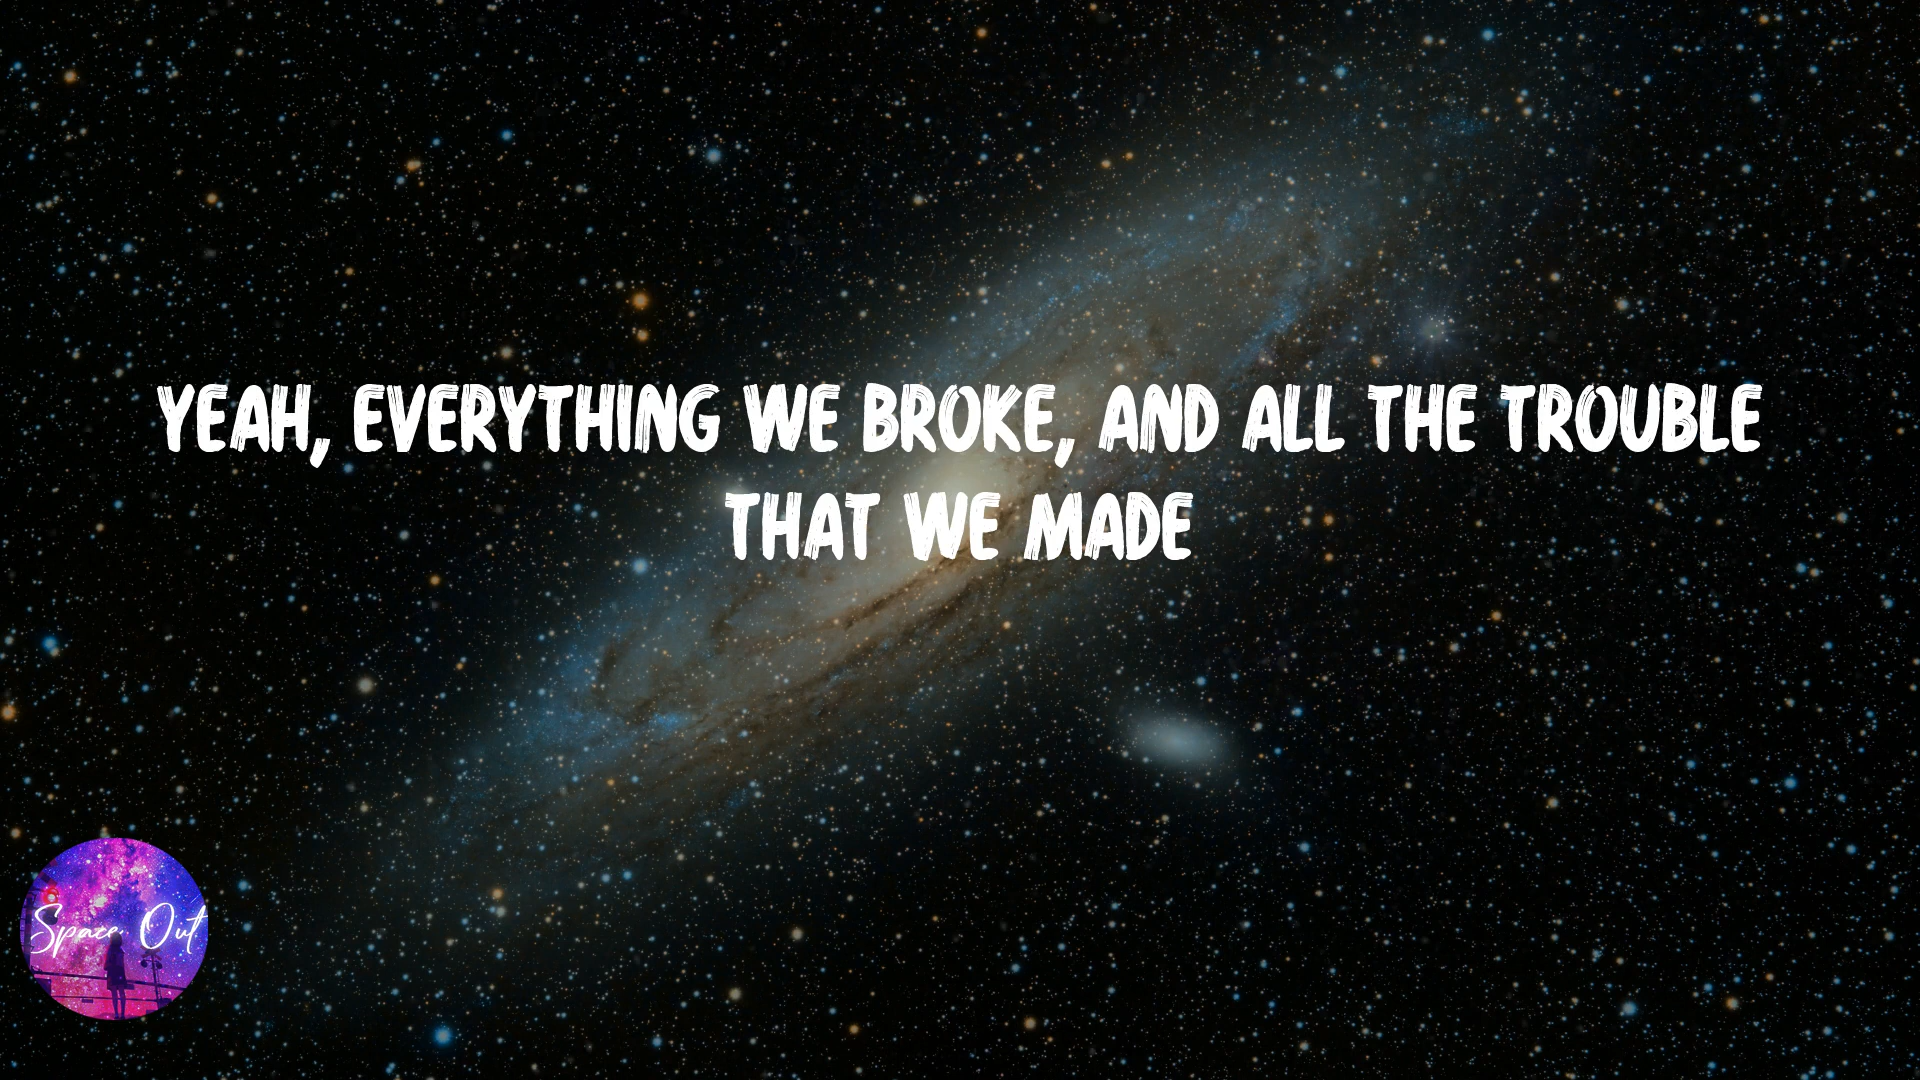 YEAH, EVERYTHING WE BROKE, AND ALL THE TROUBLE
THAT WE MADE
Space Out